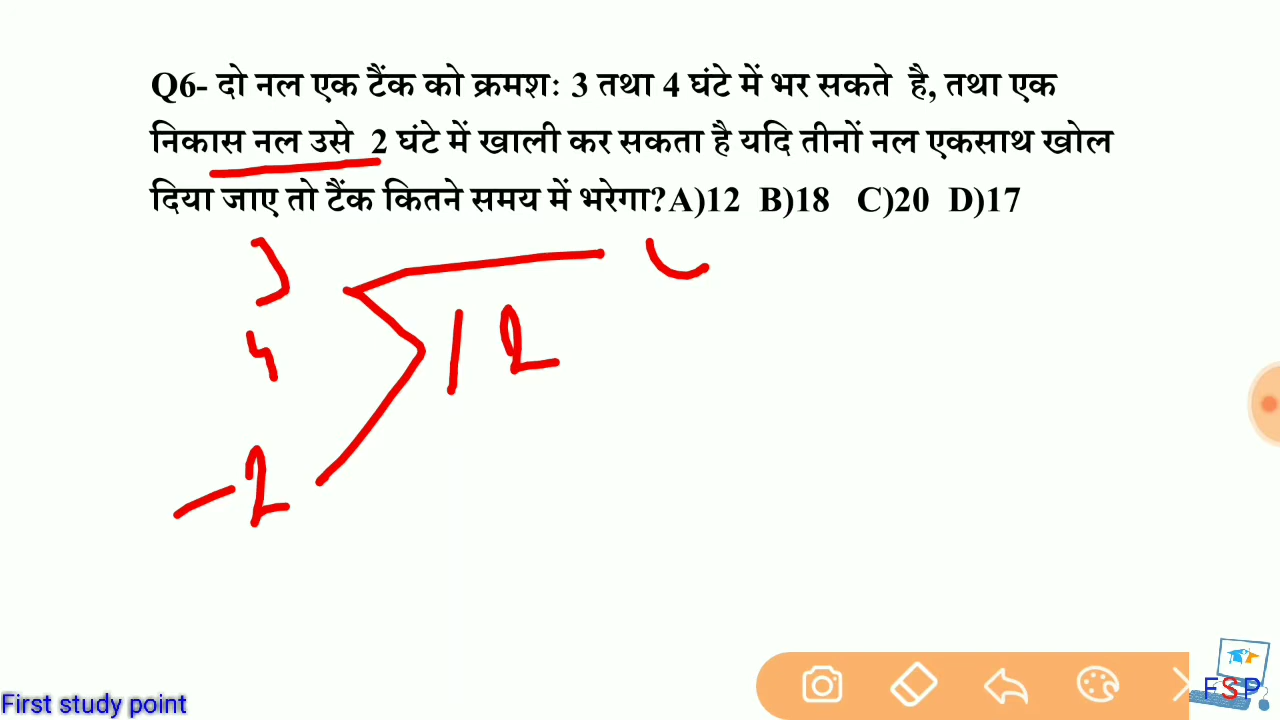 Q6- दो नल एक टैंक को क्रमशः 3 तथा 4 घंटे में भर सकते है, तथा एक
निकास नल उसे 2 घंटे में खाली कर सकता है यदि तीनों नल एकसाथ खोल
दिया जाए तो टैंक कितने समय में भरेगा?A)12 B)18 C)20 D)17
3
4
12
-2
FSP
First study point